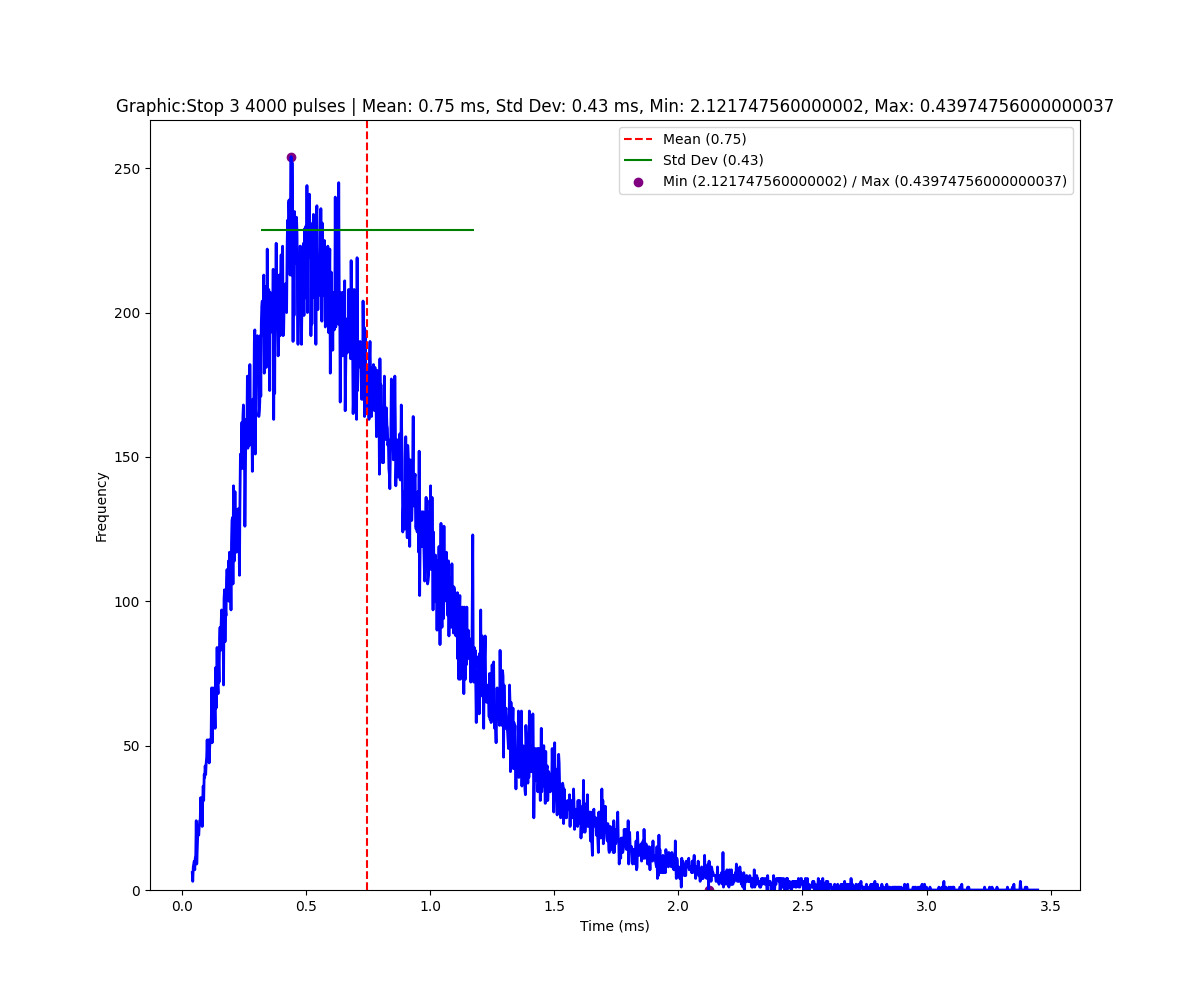 Graphic:Stop 3 4000 pulses | Mean: 0.75 ms, Std Dev: 0.43 ms, Min: 2.121747560000002, Max: 0.43974756000000037
Mean (0.75)
Std Dev (0.43)
Min (2.121747560000002) / Max (0.43974756000000037)
250
200
150
100
50
0
Frequency
0.0 0.5 1.0 1.5 2.0 2.5 3.0 3.5
Time (ms)